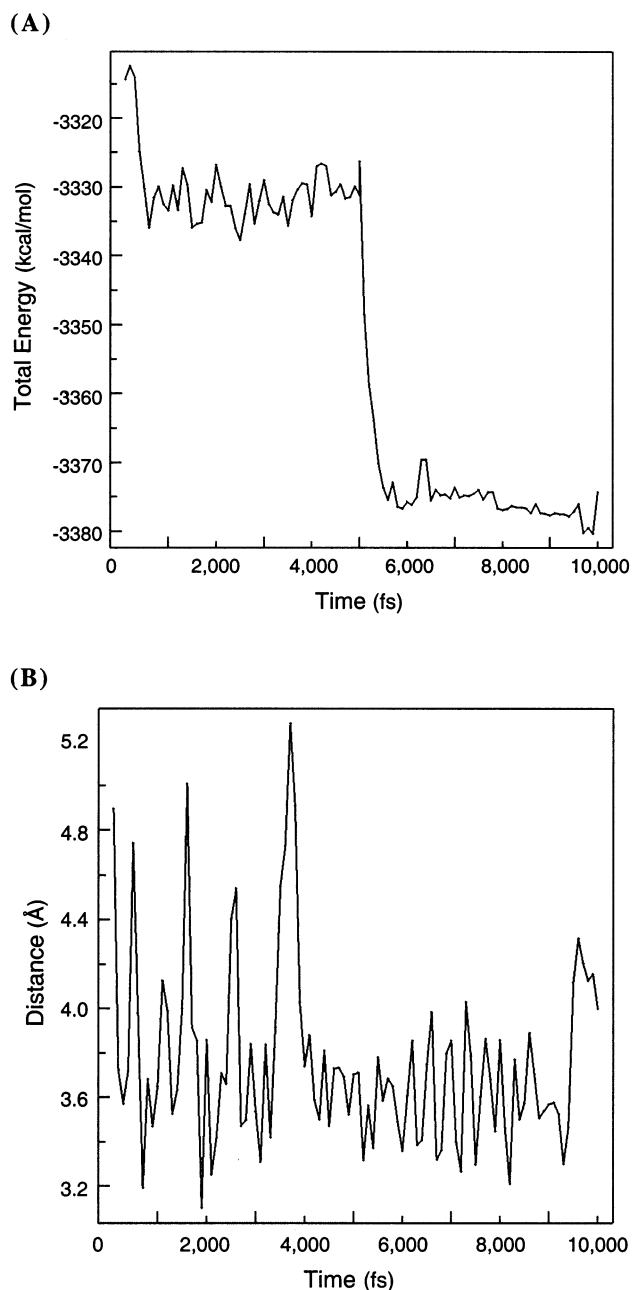 (A)
Total Energy (kcal/mol)
-3320
-3330
-3340
-3350
-3360
-3370
-3380
0 2,000 4,000 6,000 8,000 10,000
Time (fs)
(B)
Distance (Å)
5.2
4.8
4.4
4.0
3.6
3.2
0 2,000 4,000 6,000 8,000 10,000
Time (fs)